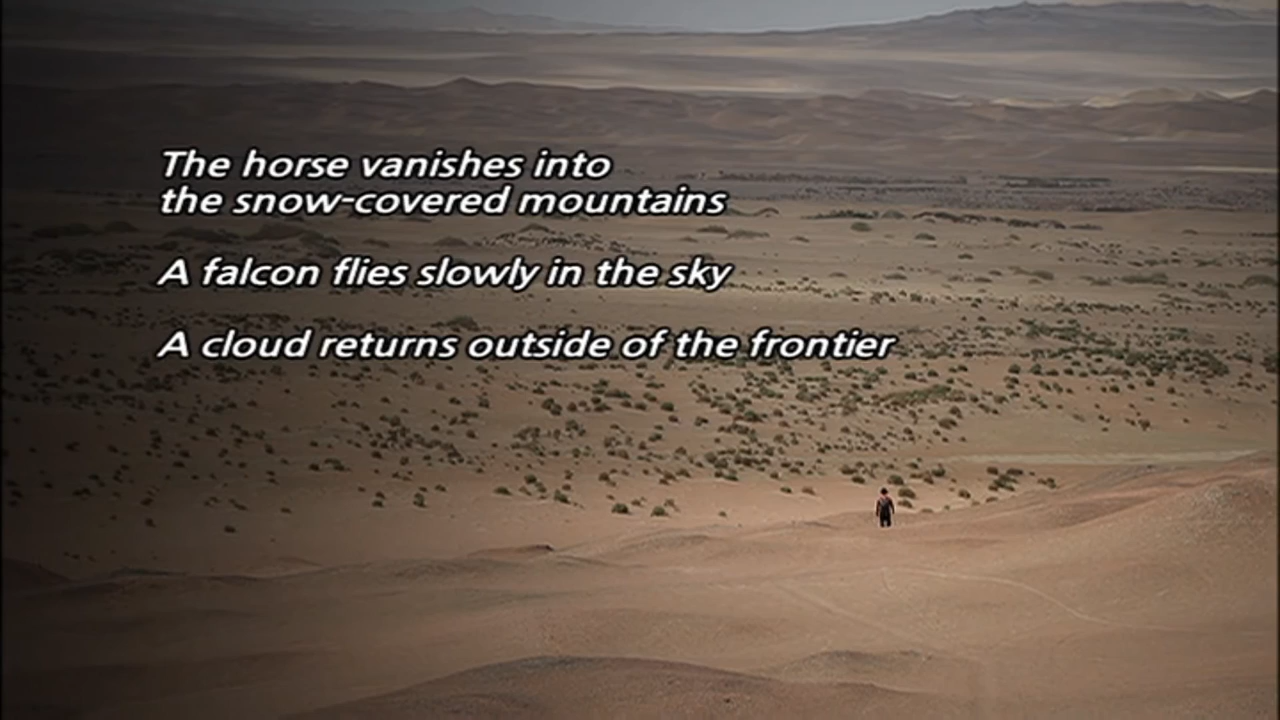 The horse vanishes into
the snow-covered mountains
A falcon flies slowly in the sky
A cloud returns outside of the frontier